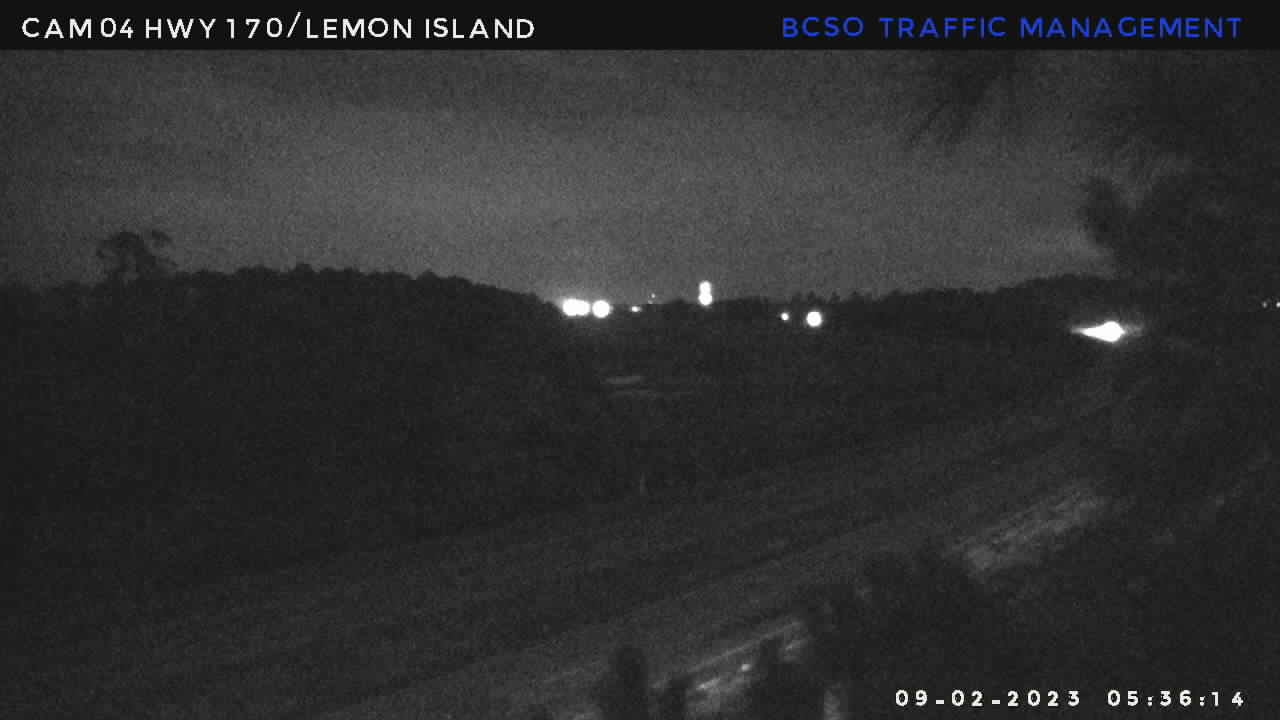 CAM04 HWY 170/LEMON ISLAND
BCSO TRAFFIC MANAGEMENT
09-02-2023 05:36:14